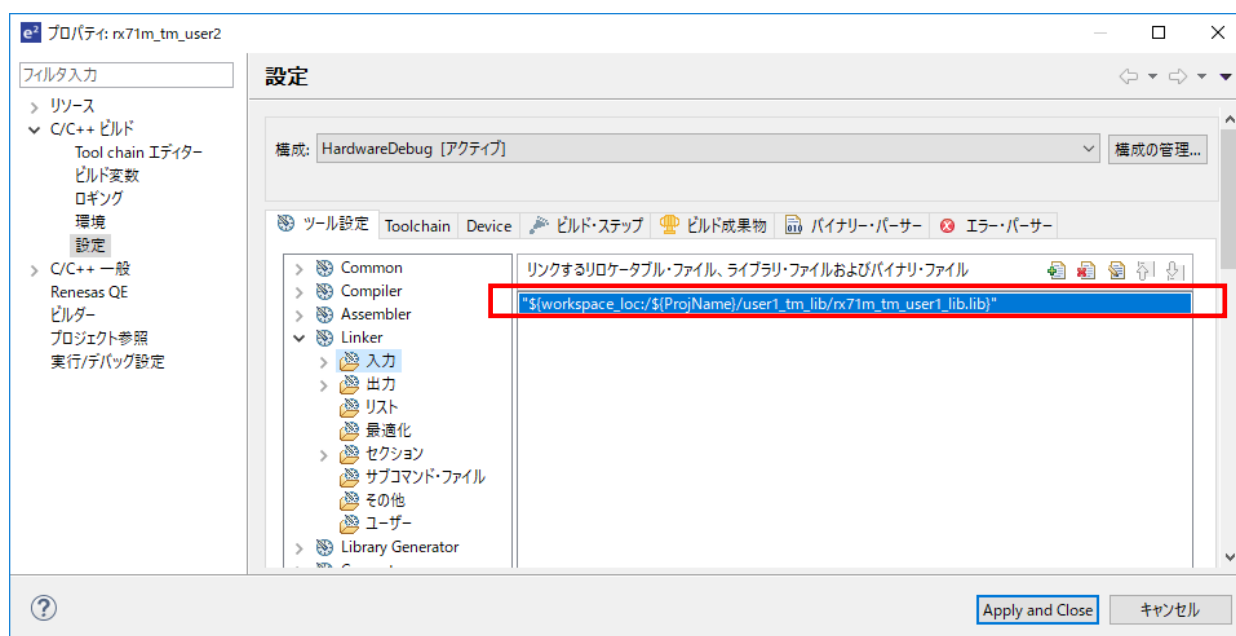 e² プロパティ: rx71m_tm_user2
フィルタ入力
リソース
C/C++ ビルド
Tool chain エディター
ビルド変数
ロギング
環境
設定
C/C++ 一般
Renesas QE
ビルダー
プロジェクト参照
実行/デバッグ設定
設定
構成: HardwareDebug [アクティブ]
構成の管理...
ツール設定 Toolchain Device ビルド・ステップ ビルド成果物 バイナリー・パーサー エラー・パーサー
Common
Compiler
Assembler
Linker
入力
出力
リスト
最適化
セクション
サブコマンド・ファイル
その他
ユーザー
Library Generator
リンクするリロケータブル・ファイル、ライブラリ・ファイルおよびバイナリ・ファイル
"${workspace_loc:/${ProjName}/user1_tm_lib/rx71m_tm_user1_lib.lib}"
Apply and Close
キャンセル